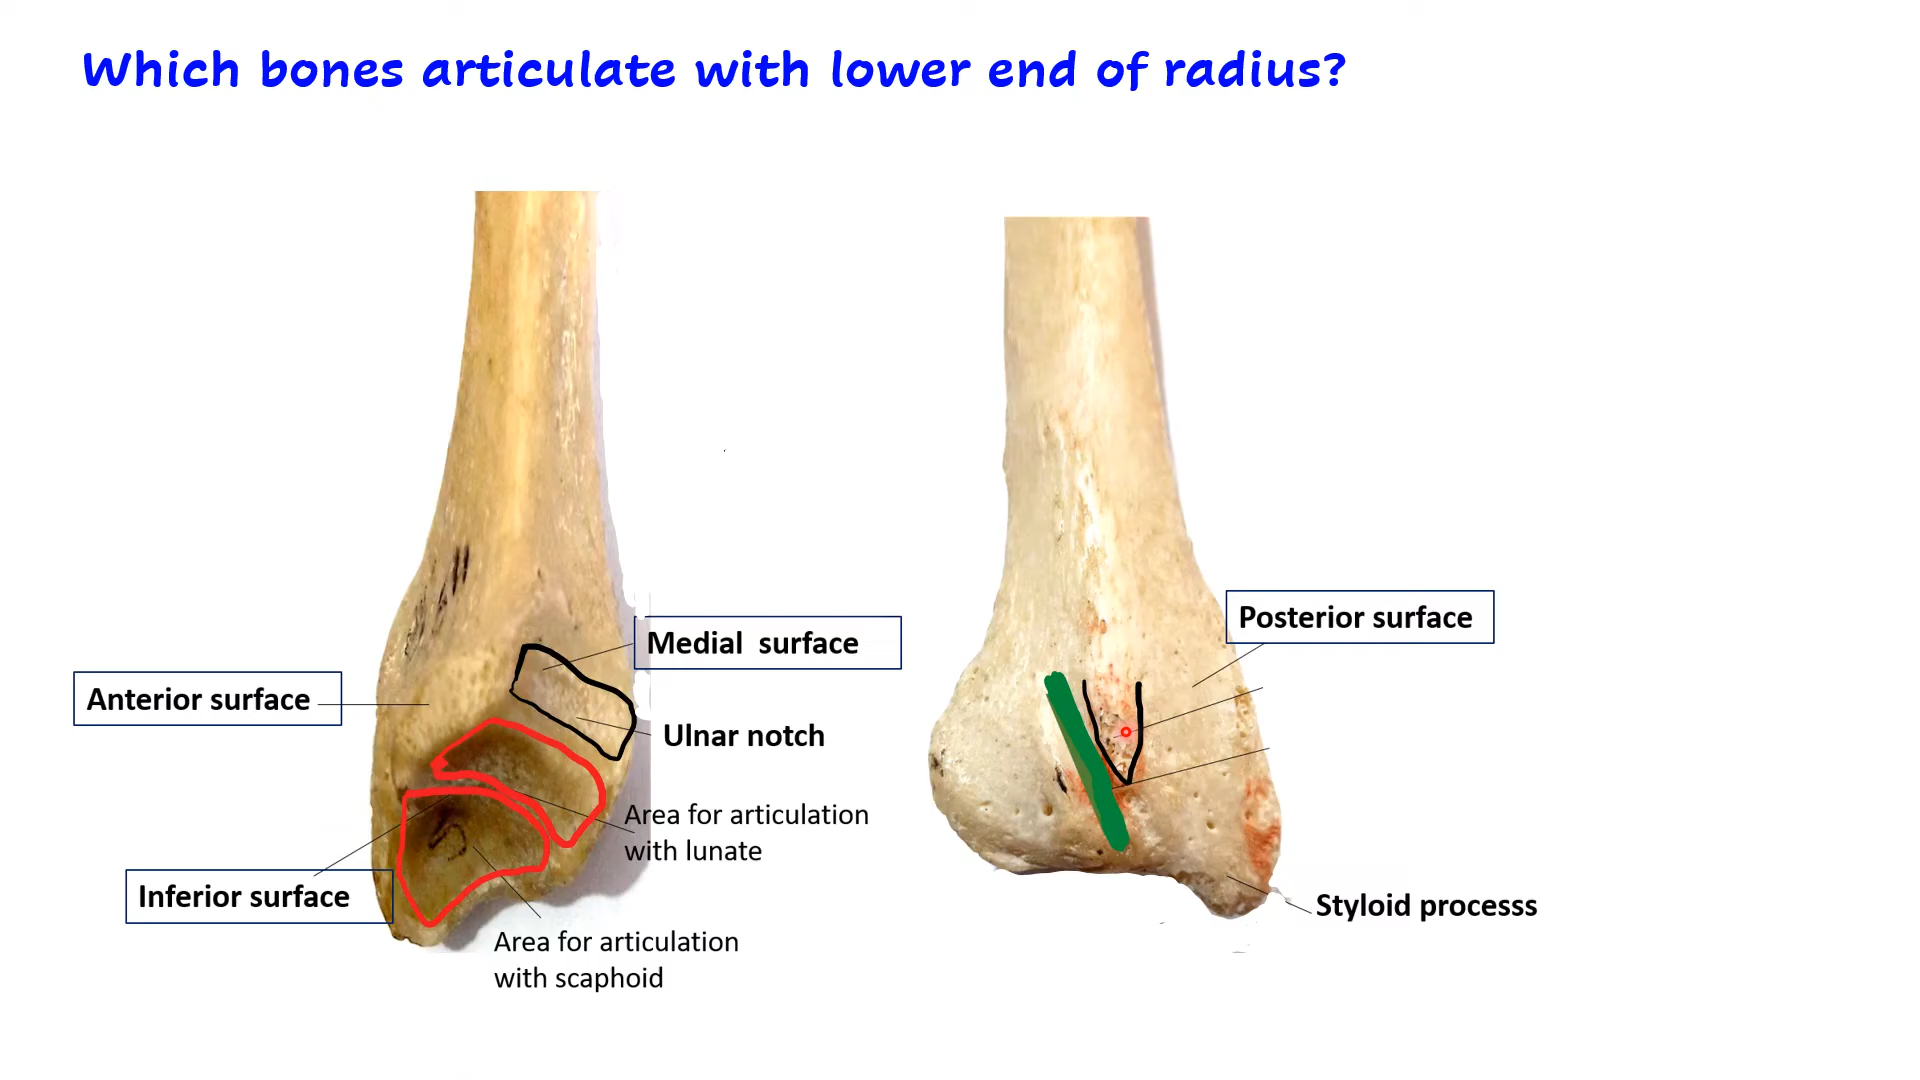 Which bones articulate with lower end of radius?
Posterior surface
Medial surface
Anterior surface
Ulnar notch
Area for articulation
with lunate
Inferior surface
Styloid processs
Area for articulation
with scaphoid